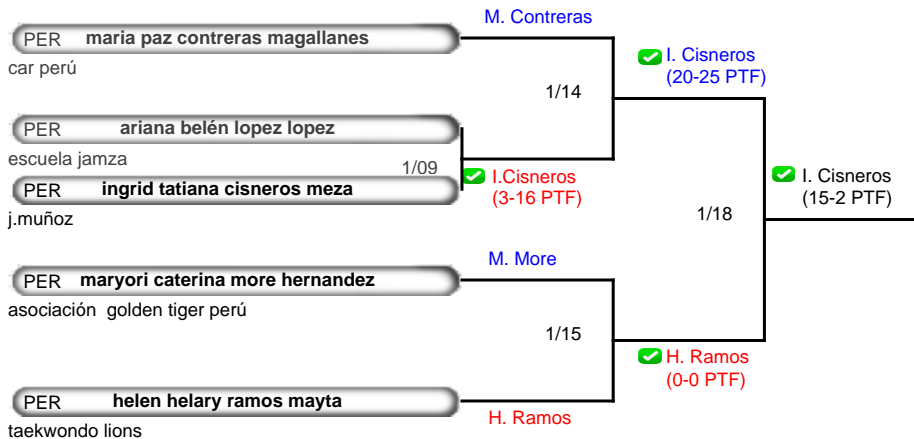 M. Contreras
PER maria paz contreras magallanes
car perú
I. Cisneros
(20-25 PTF)
1/14
PER ariana belén lopez lopez
escuela jamza
1/09
I.Cisneros
(3-16 PTF)
PER ingrid tatiana cisneros meza
j.muñoz
I. Cisneros
(15-2 PTF)
1/18
M. More
PER maryori caterina more hernandez
asociación golden tiger perú
1/15
H. Ramos
(0-0 PTF)
PER helen helary ramos mayta
H. Ramos
taekwondo lions